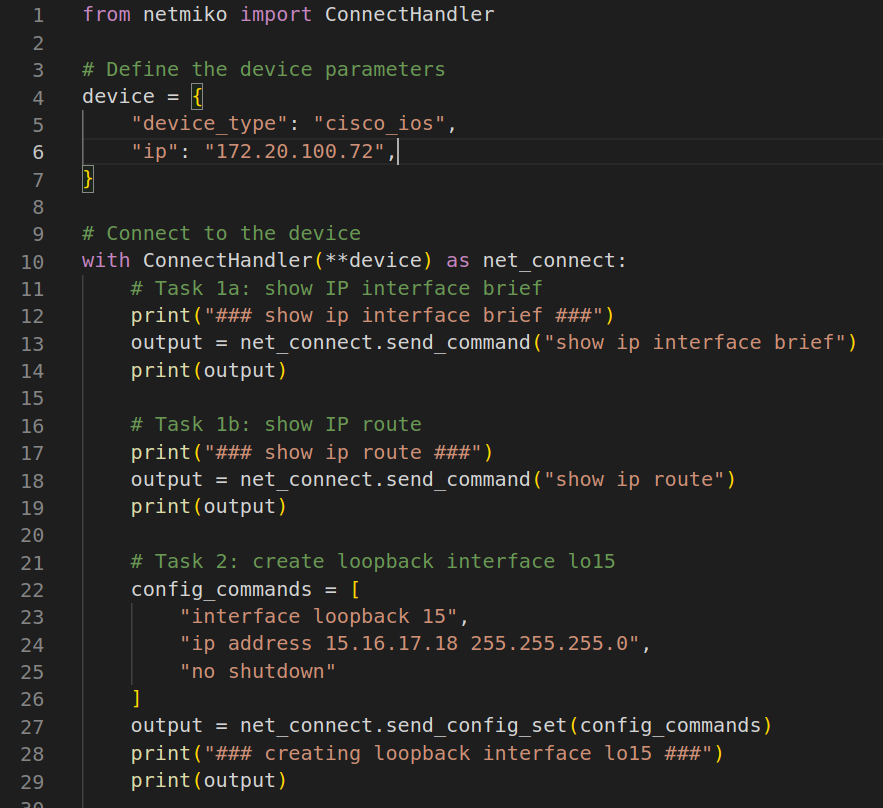 1 from netmiko import ConnectHandler
2
3 # Define the device parameters
4 device = {
5     "device_type": "cisco_ios",
6     "ip": "172.20.100.72",
7 }
8
9 # Connect to the device
10 with ConnectHandler(**device) as net_connect:
11     # Task 1a: show IP interface brief
12     print("### show ip interface brief ###")
13     output = net_connect.send_command("show ip interface brief")
14     print(output)
15
16     # Task 1b: show IP route
17     print("### show ip route ###")
18     output = net_connect.send_command("show ip route")
19     print(output)
20
21     # Task 2: create loopback interface lo15
22     config_commands = [
23         "interface loopback 15",
24         "ip address 15.16.17.18 255.255.255.0",
25         "no shutdown"
26     ]
27     output = net_connect.send_config_set(config_commands)
28     print("### creating loopback interface lo15 ###")
29     print(output)
30